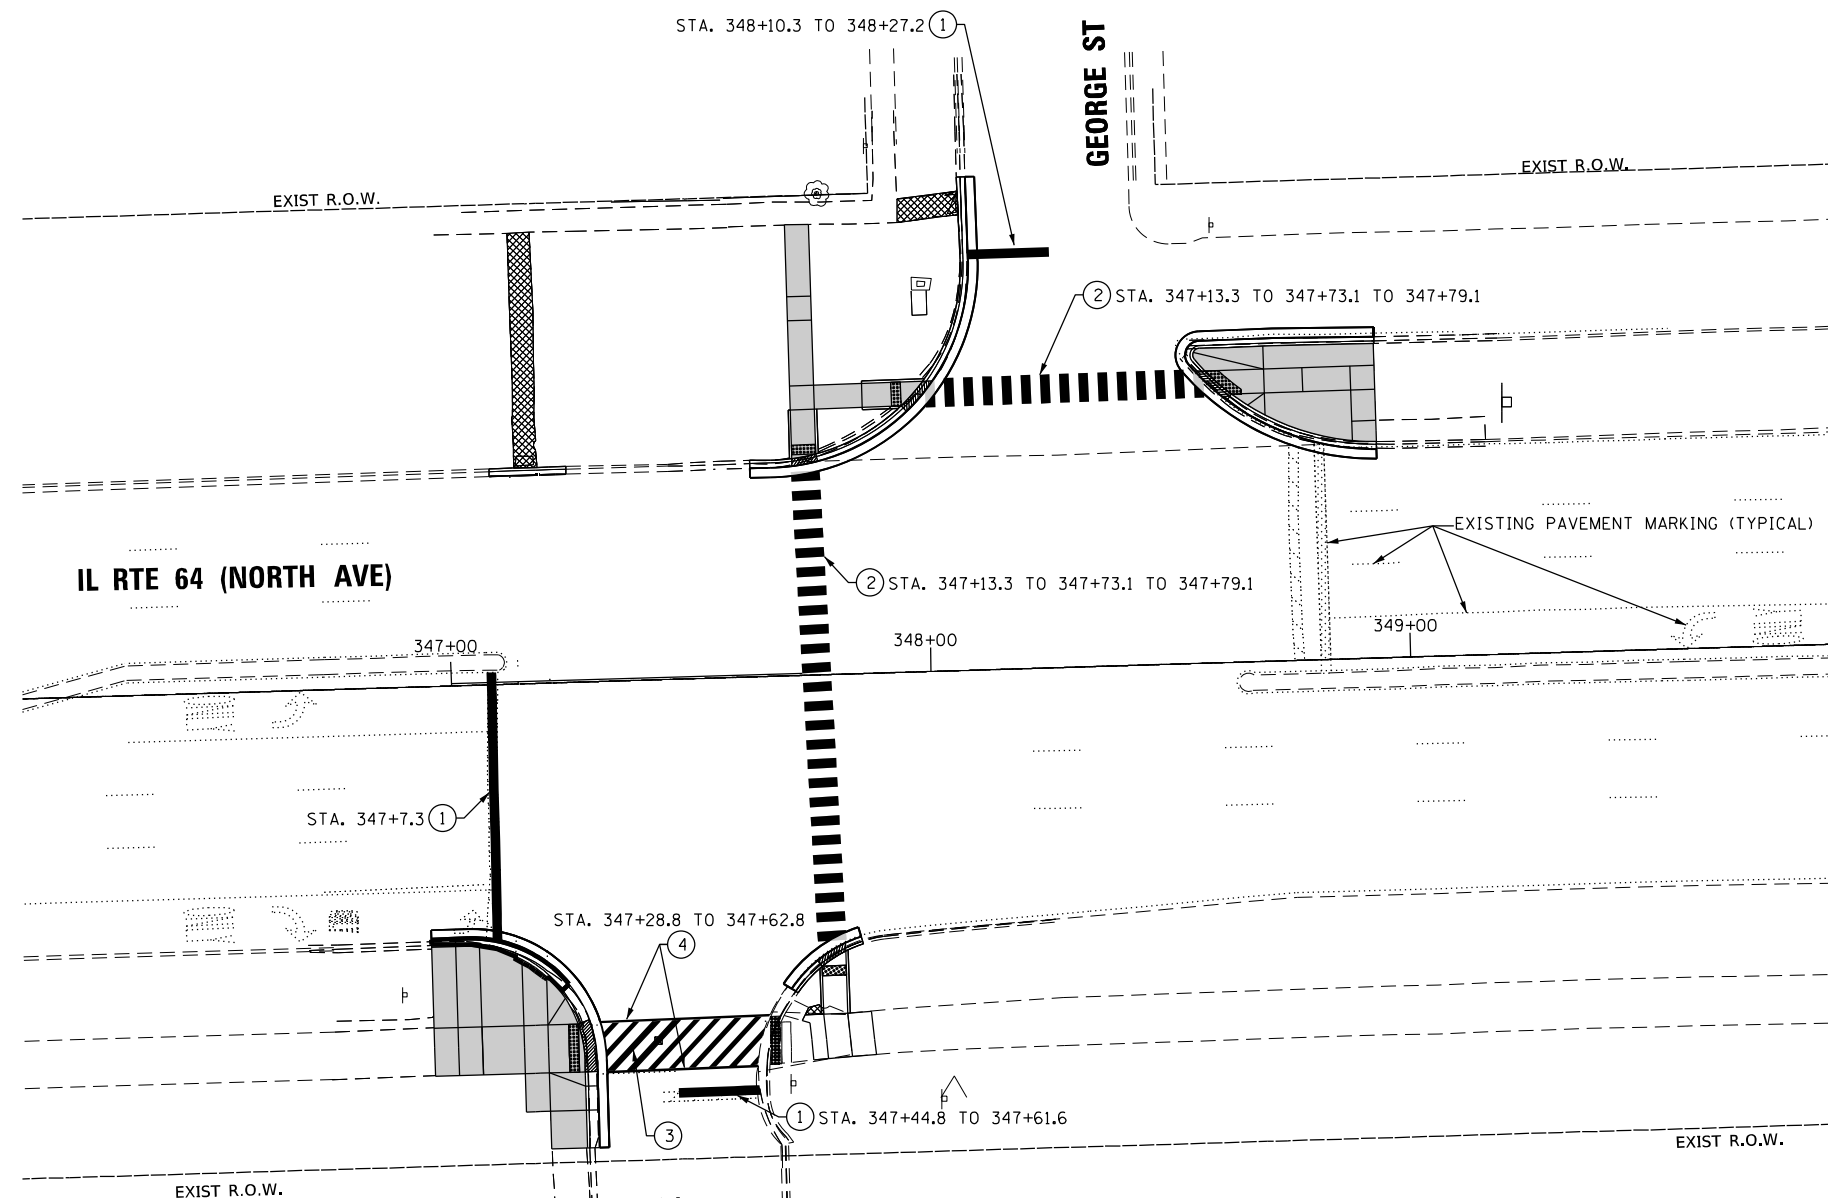 STA. 348+10.3 TO 348+27.2 1
GEORGE ST
EXIST R.O.W.
EXIST R.O.W.
2 STA. 347+13.3 TO 347+73.1 TO 347+79.1
EXISTING PAVEMENT MARKING (TYPICAL)
IL RTE 64 (NORTH AVE)
2 STA. 347+13.3 TO 347+73.1 TO 347+79.1
347+00
348+00
349+00
STA. 347+7.3 1
STA. 347+28.8 TO 347+62.8
4
1 STA. 347+44.8 TO 347+61.6
3
EXIST R.O.W.
EXIST R.O.W.